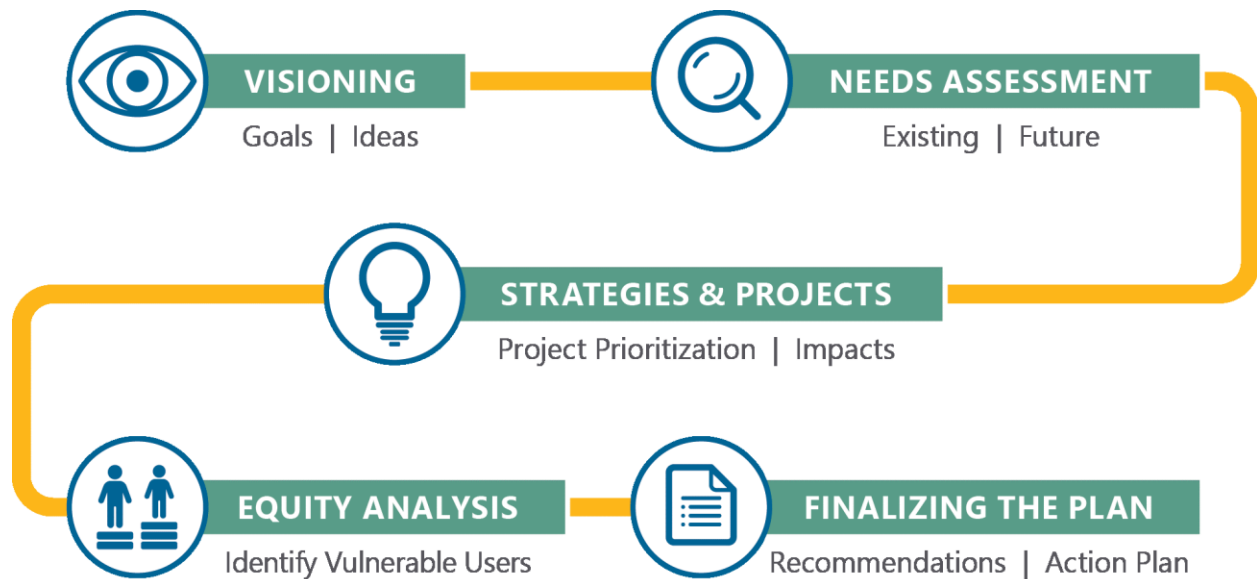 VISIONING
Goals | Ideas
NEEDS ASSESSMENT
Existing | Future
STRATEGIES & PROJECTS
Project Prioritization | Impacts
EQUITY ANALYSIS
Identify Vulnerable Users
FINALIZING THE PLAN
Recommendations | Action Plan